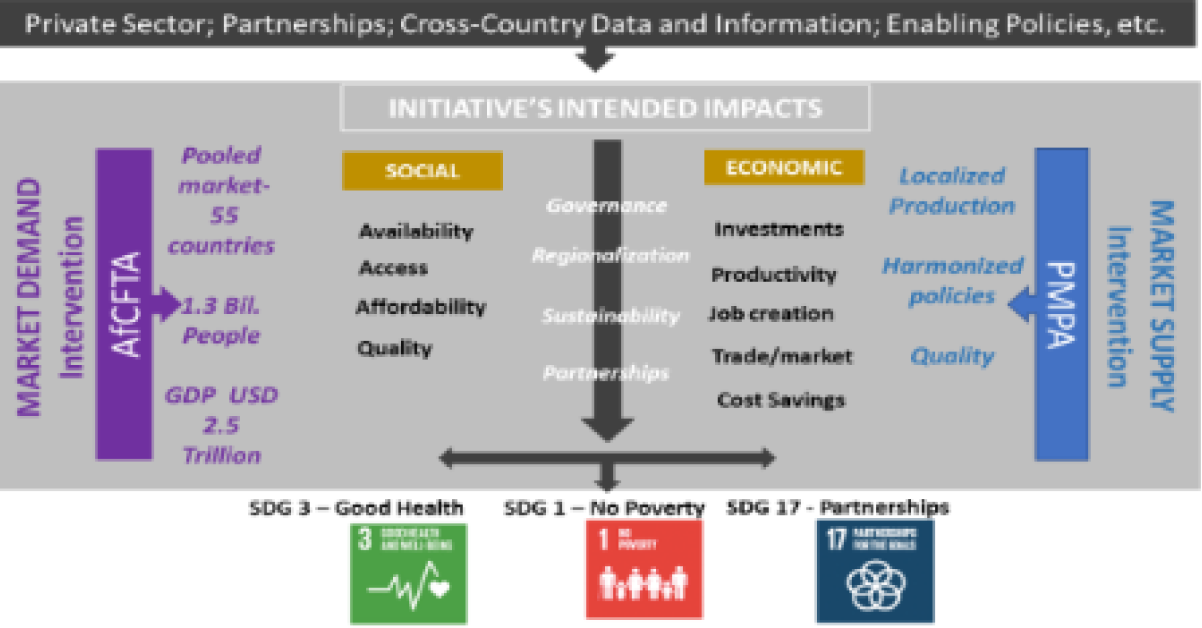 Private Sector; Partnerships; Cross-Country Data and Information; Enabling Policies, etc.
INITIATIVE'S INTENDED IMPACTS
MARKET DEMAND
Intervention
AfCFTA
Pooled
market-
55
countries
1.3 Bil.
People
GDP USD
2.5
Trillion
SOCIAL
Availability
Access
Affordability
Quality
Governance
Regionalization
Sustainability
Partnerships
ECONOMIC
Investments
Productivity
Job creation
Trade/market
Cost Savings
Localized
Production
Harmonized
policies
Quality
PMPA
MARKET SUPPLY
Intervention
SDG 3 – Good Health
SDG 1 – No Poverty
SDG 17 - Partnerships
3 GOOD HEALTH
AND WELL-BEING
1 NO
POVERTY
17 PARTNERSHIPS
FOR THE GOALS